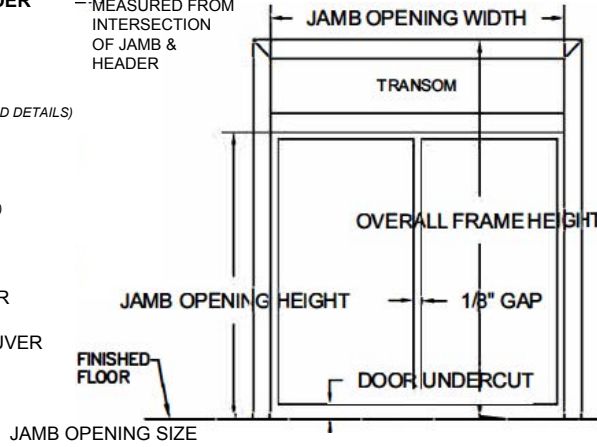 MEASURED FROM
INTERSECTION
OF JAMB &
HEADER
D DETAILS)
JAMB OPENING WIDTH
TRANSOM
OVERALL FRAME HEIGHT
JAMB OPENING HEIGHT
1/8" GAP
FINISHED
FLOOR
DOOR UNDERCUT
JAMB OPENING SIZE